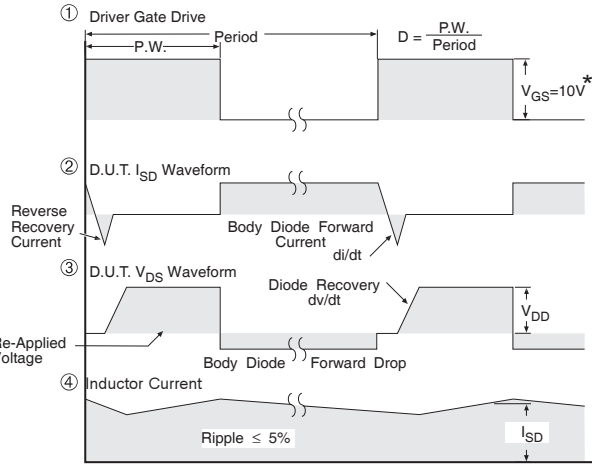 ① Driver Gate Drive
Period
P.W.
D = P.W. / Period
VGS=10V*
② D.U.T. ISD Waveform
Reverse
Recovery
Current
Body Diode Forward
Current
di/dt
③ D.U.T. VDS Waveform
Diode Recovery
dv/dt
VDD
Re-Applied
Voltage
Body Diode Forward Drop
④ Inductor Current
Ripple ≤ 5%
ISD